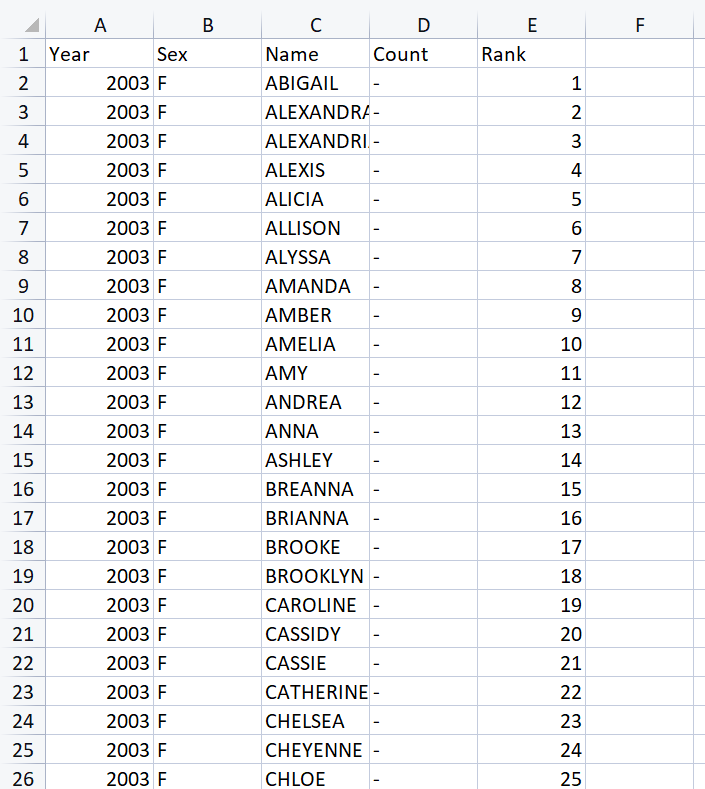 A B C D E F
1 Year Sex Name Count Rank
2 2003 F ABIGAIL - 1
3 2003 F ALEXANDRA - 2
4 2003 F ALEXANDRI - 3
5 2003 F ALEXIS - 4
6 2003 F ALICIA - 5
7 2003 F ALLISON - 6
8 2003 F ALYSSA - 7
9 2003 F AMANDA - 8
10 2003 F AMBER - 9
11 2003 F AMELIA - 10
12 2003 F AMY - 11
13 2003 F ANDREA - 12
14 2003 F ANNA - 13
15 2003 F ASHLEY - 14
16 2003 F BREANNA - 15
17 2003 F BRIANNA - 16
18 2003 F BROOKE - 17
19 2003 F BROOKLYN - 18
20 2003 F CAROLINE - 19
21 2003 F CASSIDY - 20
22 2003 F CASSIE - 21
23 2003 F CATHERINE - 22
24 2003 F CHELSEA - 23
25 2003 F CHEYENNE - 24
26 2003 F CHLOE - 25